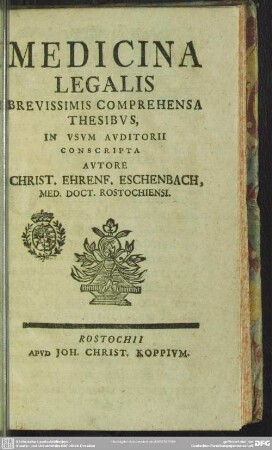 MEDICINA
LEGALIS
BREVISSIMIS COMPREHENSA
THESIBVS,
IN VSVM AVDITORII
CONSCRIPTA
AVTORE
CHRIST. EHRENF. ESCHENBACH,
MED. DOCT. ROSTOCHIENSI.
ROSTOCHII
APVD JOH. CHRIST. KOPPIVM.
DFG